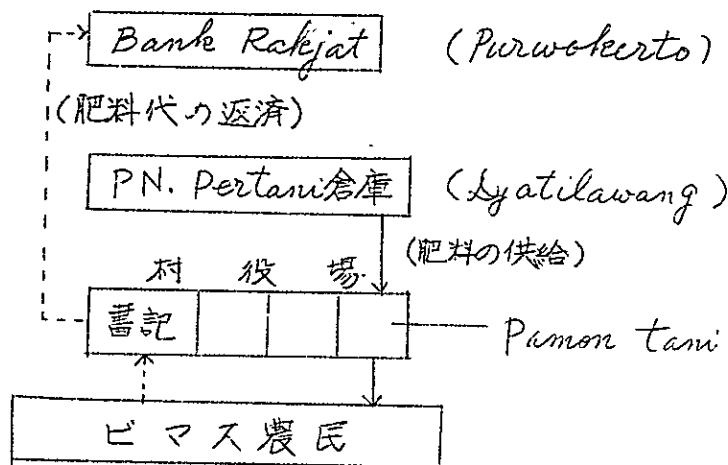 Bank Rakjat (Purwokerto)
(肥料代の返済)
PN. Pertani倉庫 (Djatilawang)
(肥料の供給)
村役場
書記
Pamon tani
ビマス農民